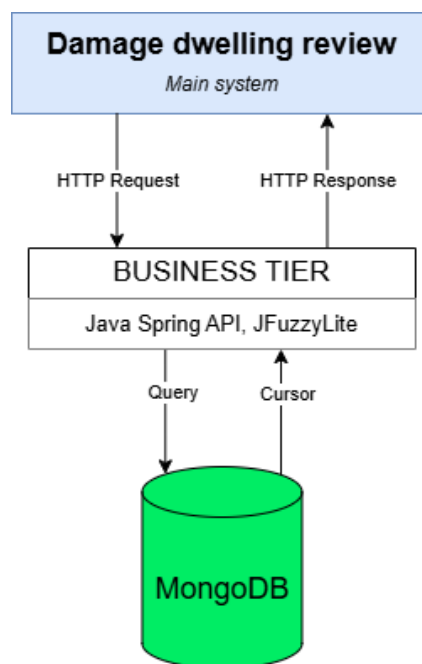 Damage dwelling review
Main system
HTTP Request
HTTP Response
BUSINESS TIER
Java Spring API, JFuzzyLite
Query
Cursor
MongoDB